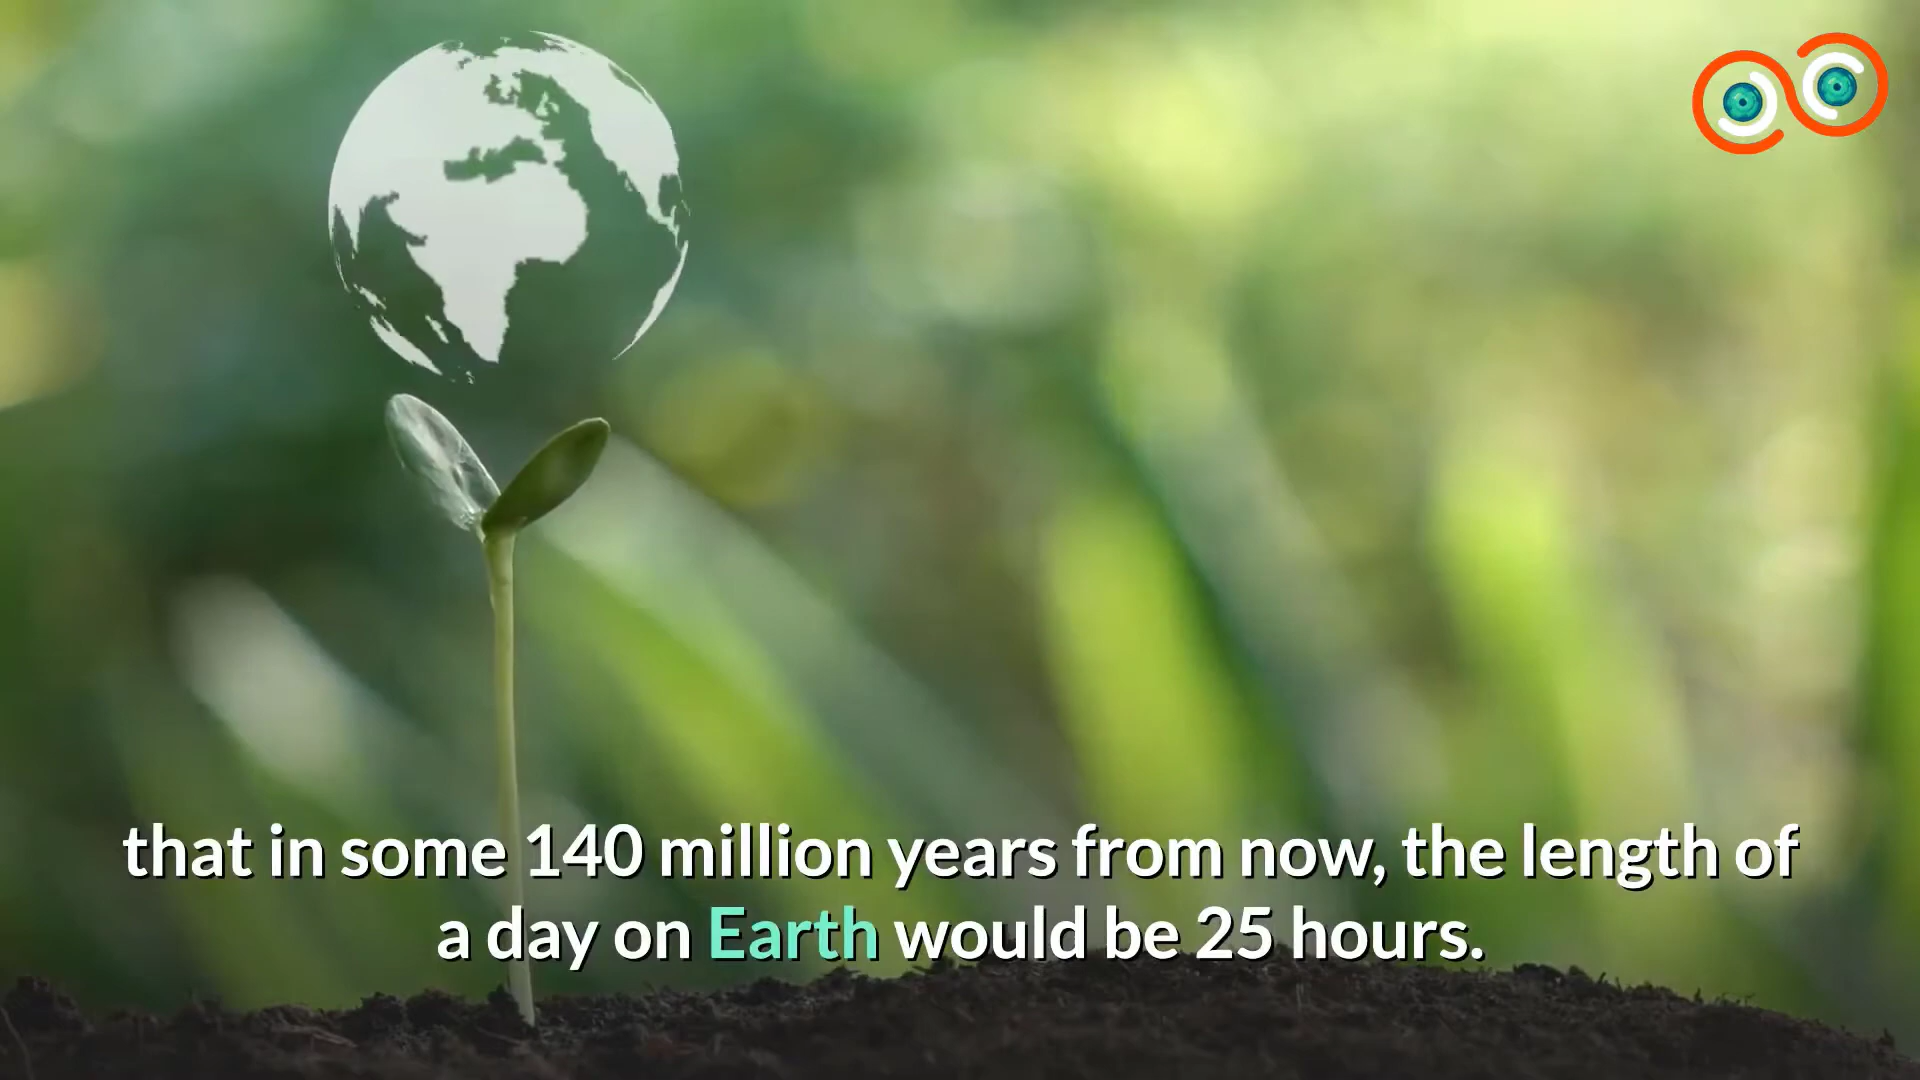 that in some 140 million years from now, the length of
a day on Earth would be 25 hours.